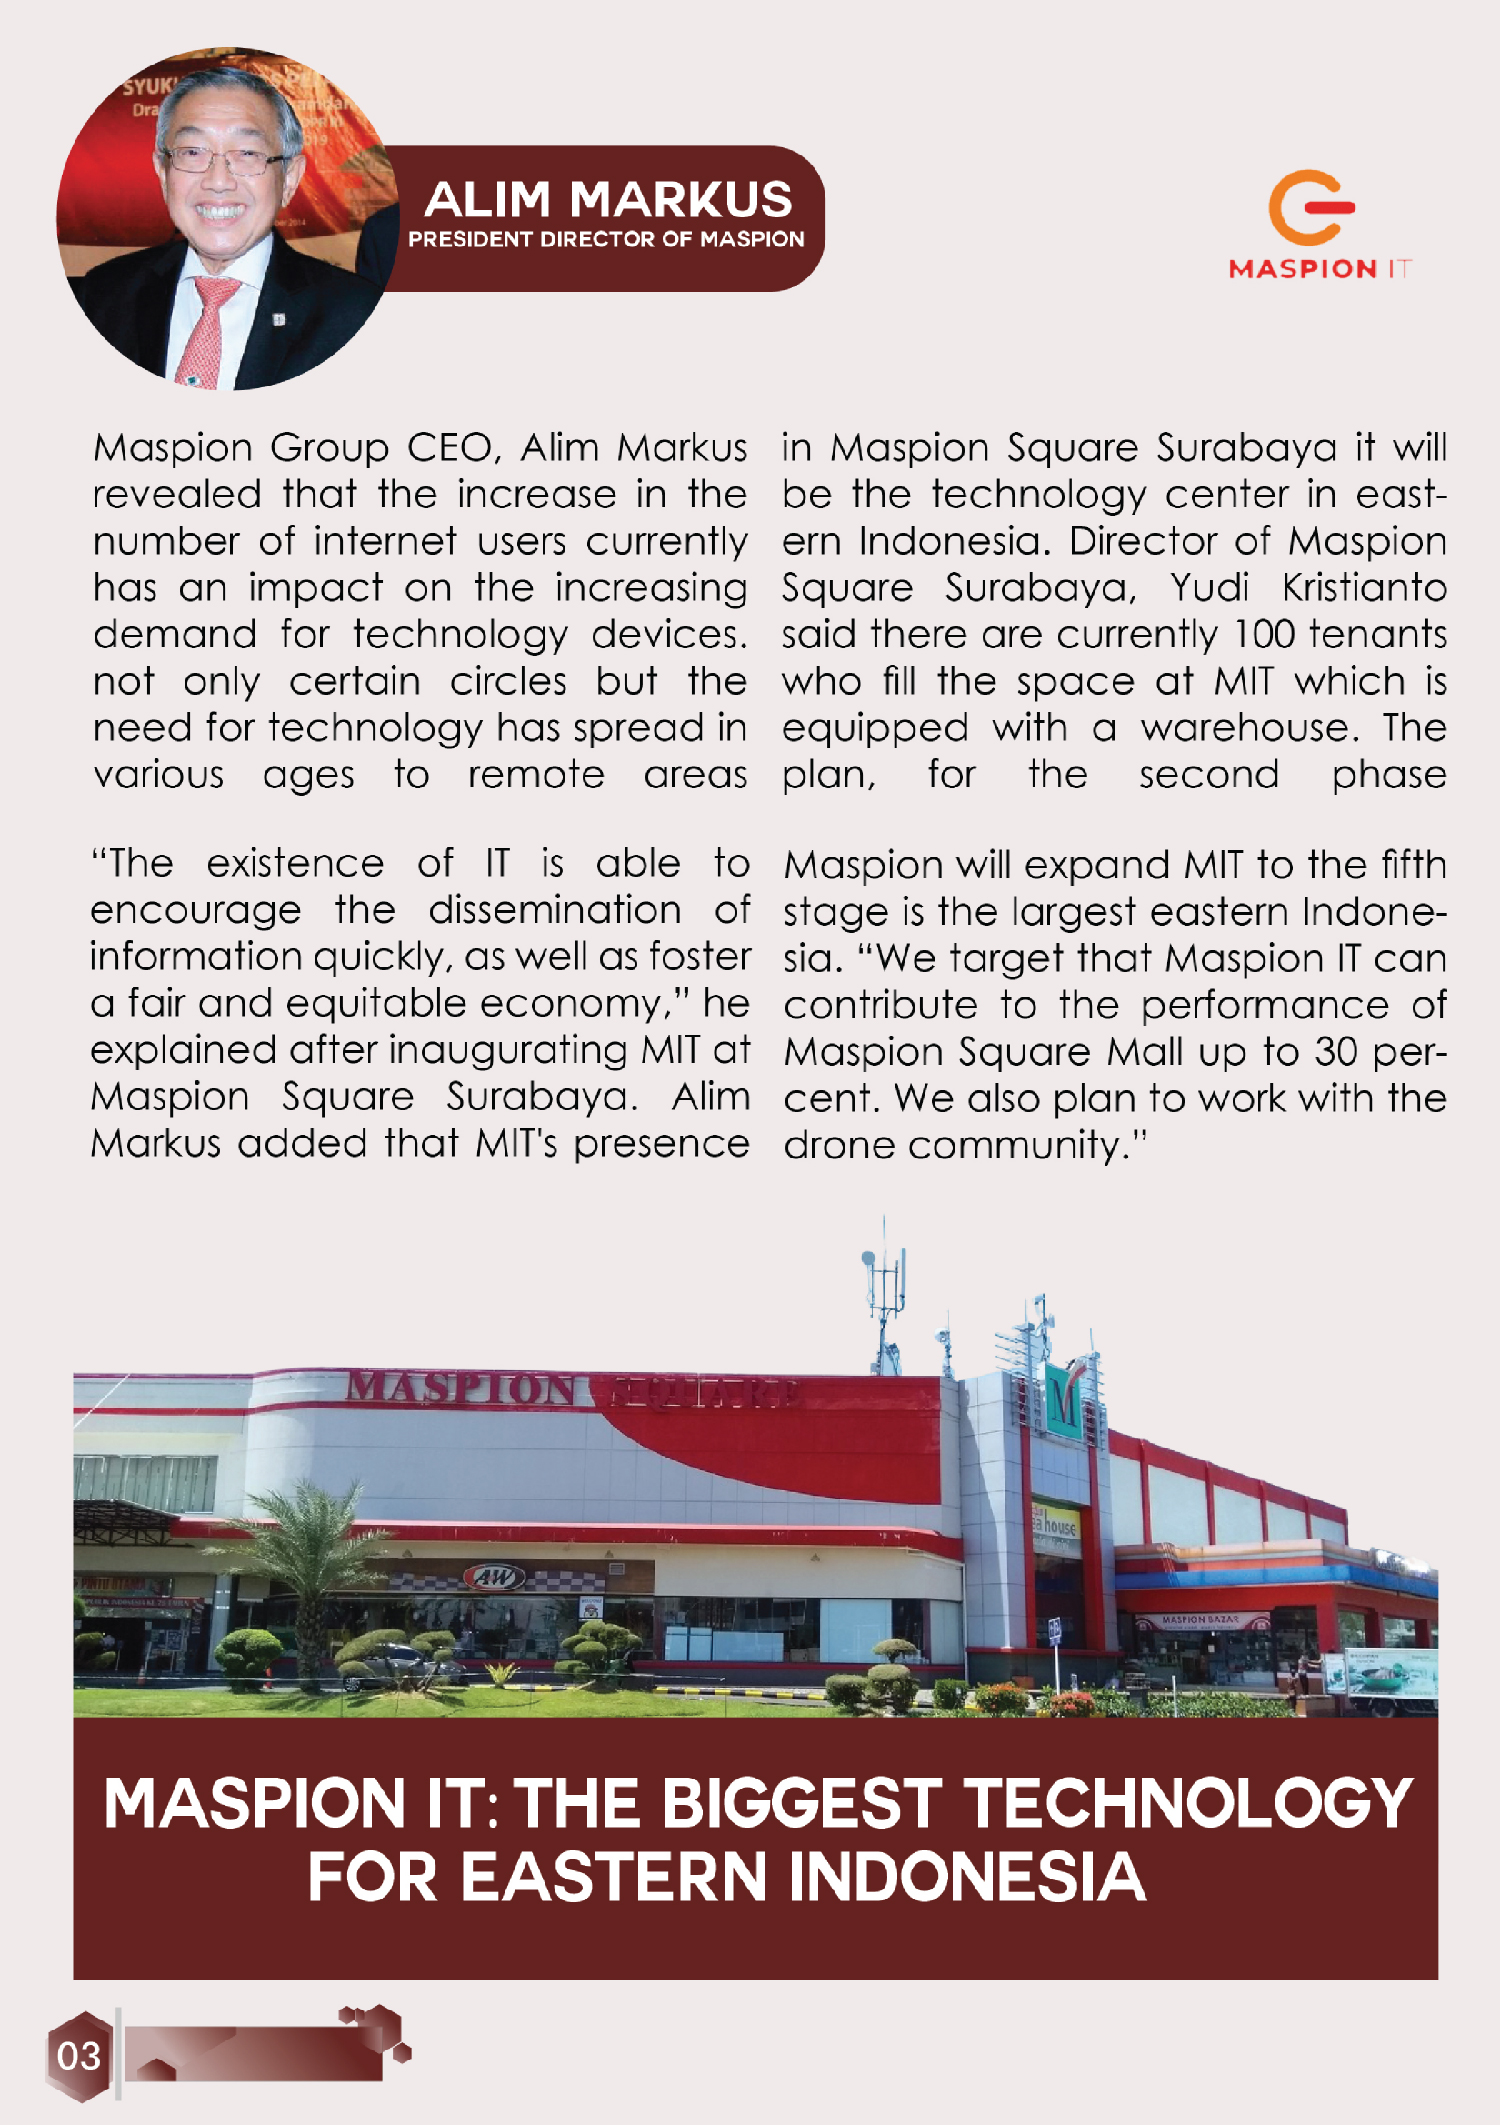 SYUK
Dra
ALIM MARKUS
PRESIDENT DIRECTOR OF MASPION
MASPION IT
Maspion Group CEO, Alim Markus
revealed that the increase in the
number of internet users currently
has an impact on the increasing
demand for technology devices.
not only certain circles but the
need for technology has spread in
various ages to remote areas
“The existence of IT is able to
encourage the dissemination of
information quickly, as well as foster
a fair and equitable economy,” he
explained after inaugurating MIT at
Maspion Square Surabaya. Alim
Markus added that MIT's presence
in Maspion Square Surabaya it will
be the technology center in east-
ern Indonesia. Director of Maspion
Square Surabaya, Yudi Kristianto
said there are currently 100 tenants
who fill the space at MIT which is
equipped with a warehouse. The
plan, for the second phase
Maspion will expand MIT to the fifth
stage is the largest eastern Indone-
sia. “We target that Maspion IT can
contribute to the performance of
Maspion Square Mall up to 30 per-
cent. We also plan to work with the
drone community.”
MASPION SQUARE
M
house
A&W
PINTU UTAMA
MASPION BAZAR
MASPION IT: THE BIGGEST TECHNOLOGY
FOR EASTERN INDONESIA
03